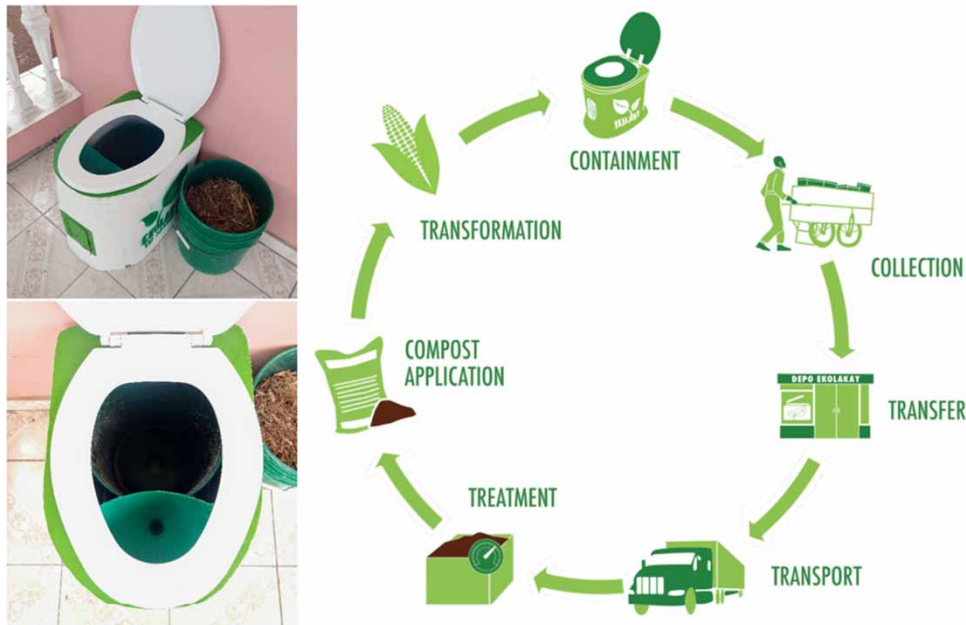 CONTAINMENT
COLLECTION
DEPO EKOLAKAY
TRANSFER
TRANSPORT
TREATMENT
COMPOST
APPLICATION
TRANSFORMATION